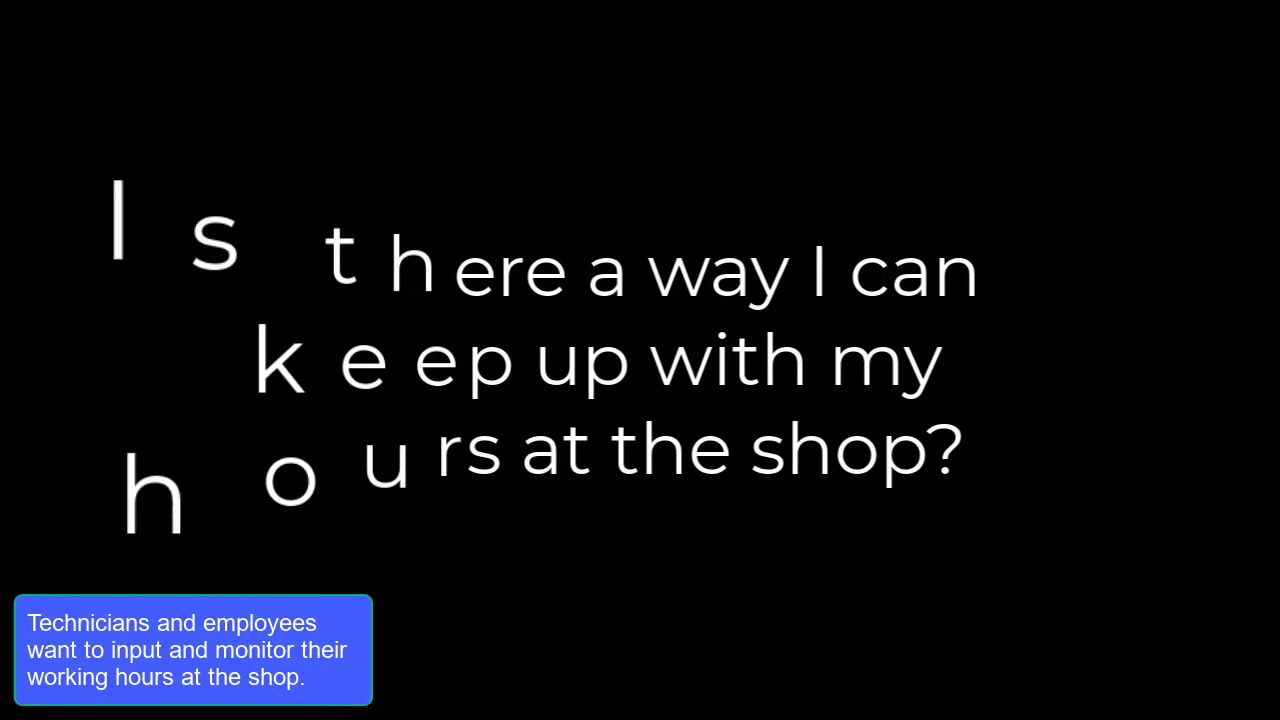 Is there a way I can
keep up with my
hours at the shop?
Technicians and employees
want to input and monitor their
working hours at the shop.